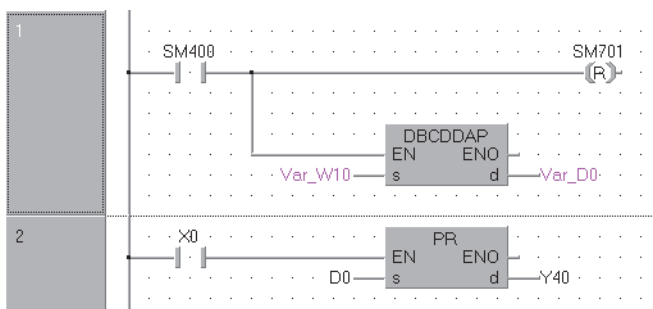 1
SM400
SM701
R
DBCDDAP
EN ENO
Var_W10 s d Var_D0
2
X0
PR
EN ENO
D0 s d Y40